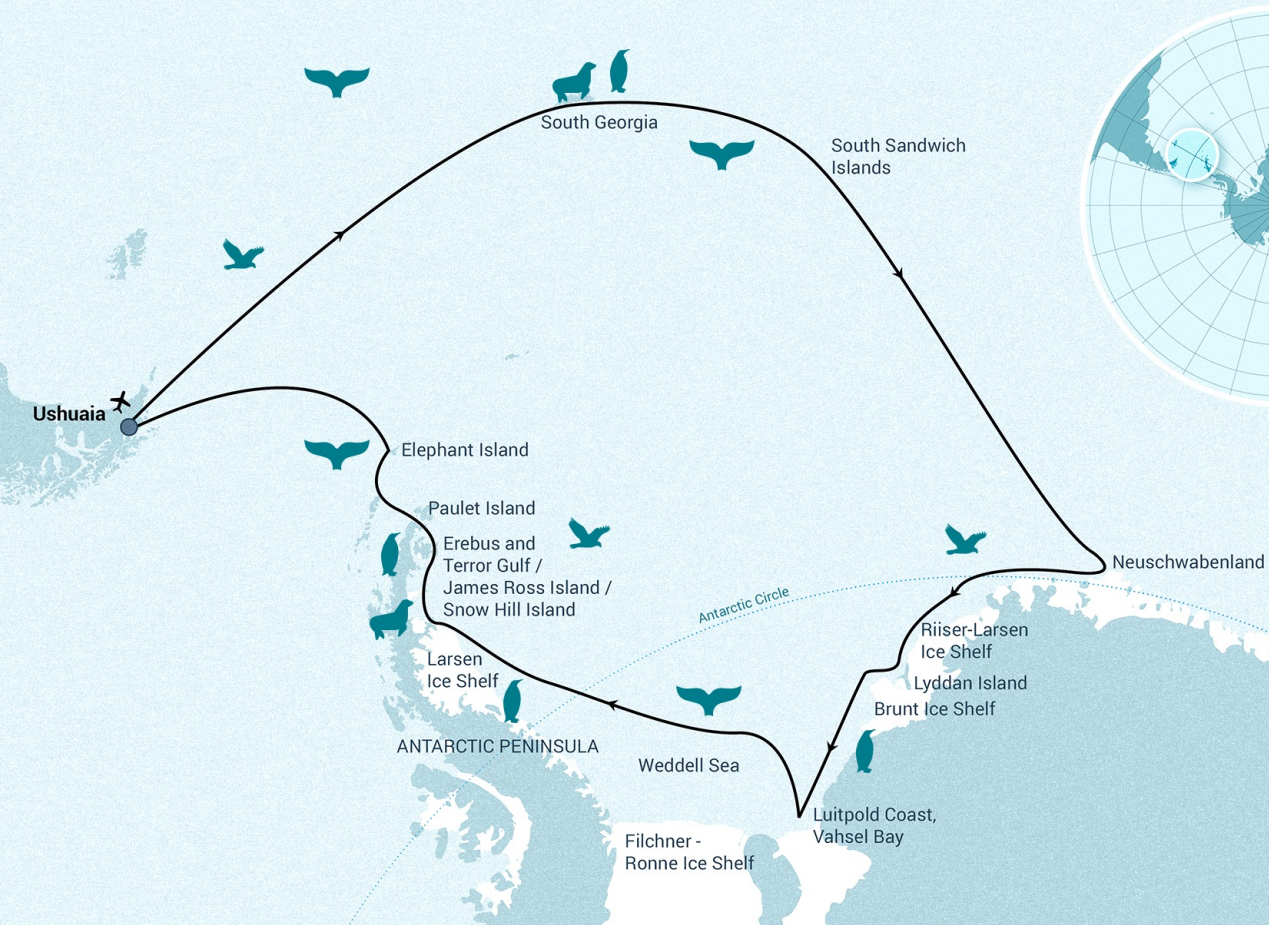 South Georgia
South Sandwich
Islands
Ushuaia
Elephant Island
Paulet Island
Erebus and
Terror Gulf /
James Ross Island /
Snow Hill Island
Neuschwabenland
Antarctic Circle
Riiser-Larsen
Ice Shelf
Larsen
Ice Shelf
Lyddan Island
Brunt Ice Shelf
ANTARCTIC PENINSULA
Weddell Sea
Luitpold Coast,
Vahsel Bay
Filchner -
Ronne Ice Shelf